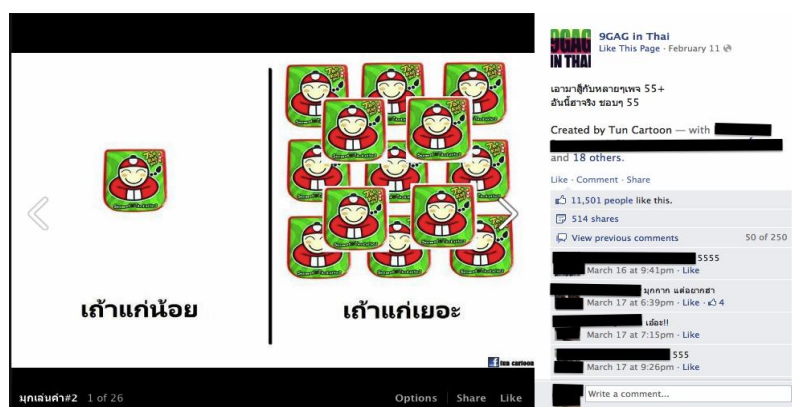 เถ้าแก่น้อย
เถ้าแก่เยอะ
tun cartoon
มุกเล่นคำ#2 1 of 26
Options Share Like
9GAG
IN THAI
9GAG in Thai
Like This Page · February 11
เอามาสู้กับหลายๆเพจ 55+
อันนี้ฮาจริง ชอบๆ 55
Created by Tun Cartoon — with
and 18 others.
Like · Comment · Share
11,501 people like this.
514 shares
View previous comments 50 of 250
5555
March 16 at 9:41pm · Like
มุกกาก แต่อยากฮา
March 17 at 6:39pm · Like · 4
เอ้อะ!!
March 17 at 7:15pm · Like
555
March 17 at 9:26pm · Like
Write a comment...